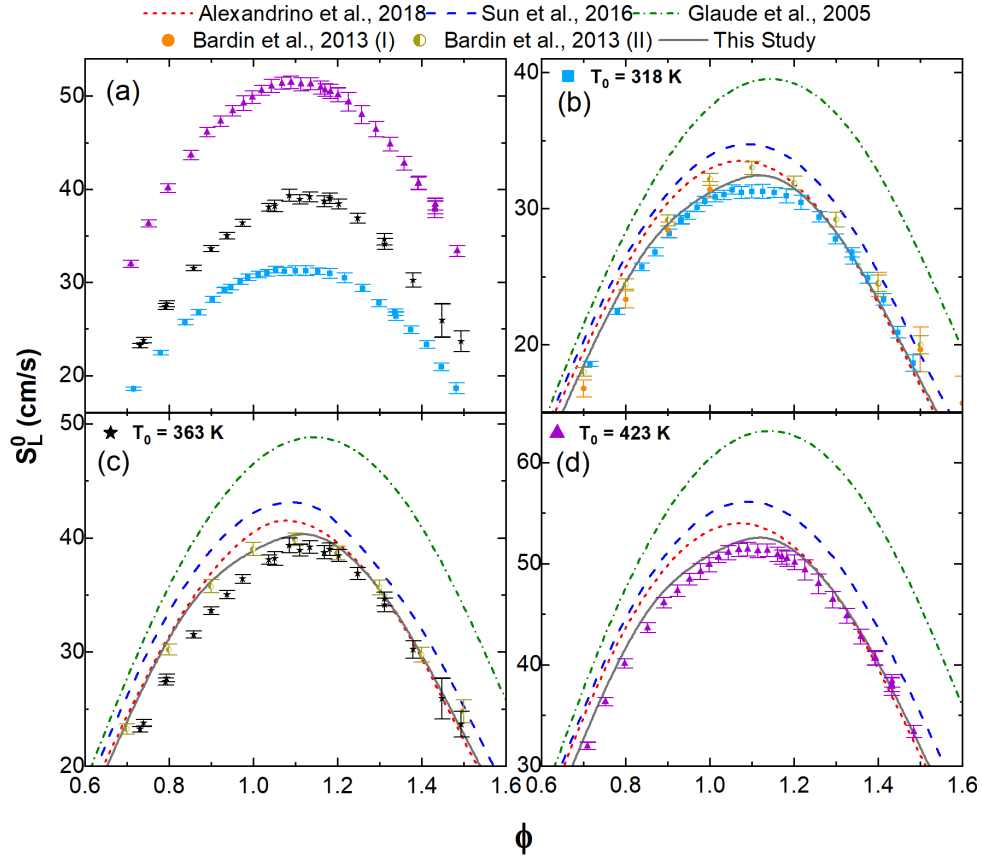 Alexandrino et al., 2018 Sun et al., 2016 Glaude et al., 2005
Bardin et al., 2013 (I) Bardin et al., 2013 (II) This Study
(a)
50
40
30
20
(b)
T₀ = 318 K
40
30
20
S_L^0 (cm/s)
(c)
T₀ = 363 K
50
40
30
20
0.6 0.8 1.0 1.2 1.4 1.6
(d)
T₀ = 423 K
60
50
40
30
0.6 0.8 1.0 1.2 1.4 1.6
ϕ